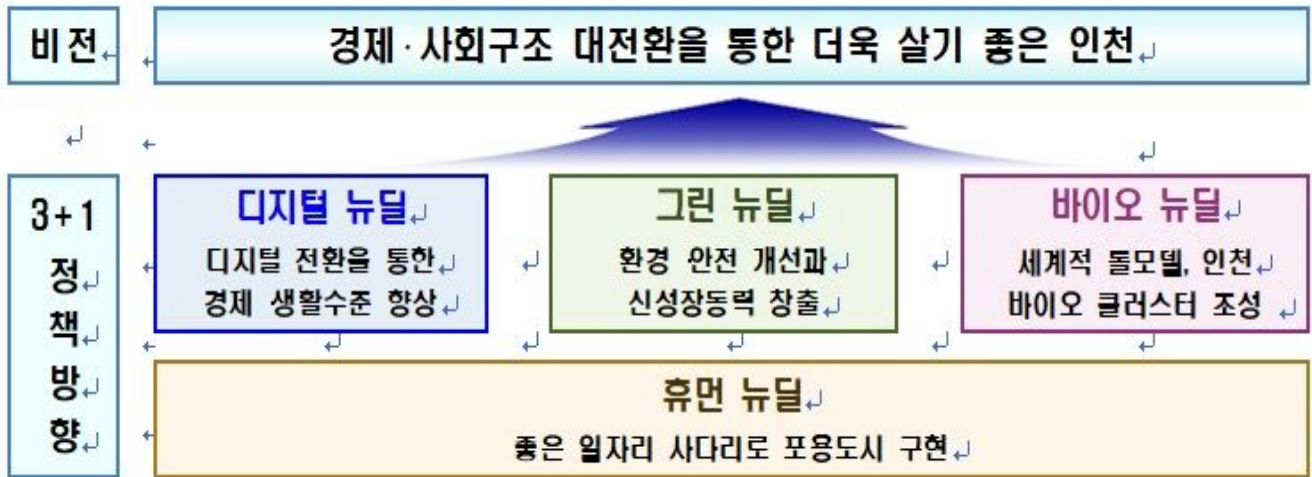 비전
경제·사회구조 대전환을 통한 더욱 살기 좋은 인천
3+1
정
책
방
향
디지털 뉴딜
디지털 전환을 통한
경제 생활수준 향상
그린 뉴딜
환경 안전 개선과
신성장동력 창출
바이오 뉴딜
세계적 롤모델, 인천
바이오 클러스터 조성
휴먼 뉴딜
좋은 일자리 사다리로 포용도시 구현